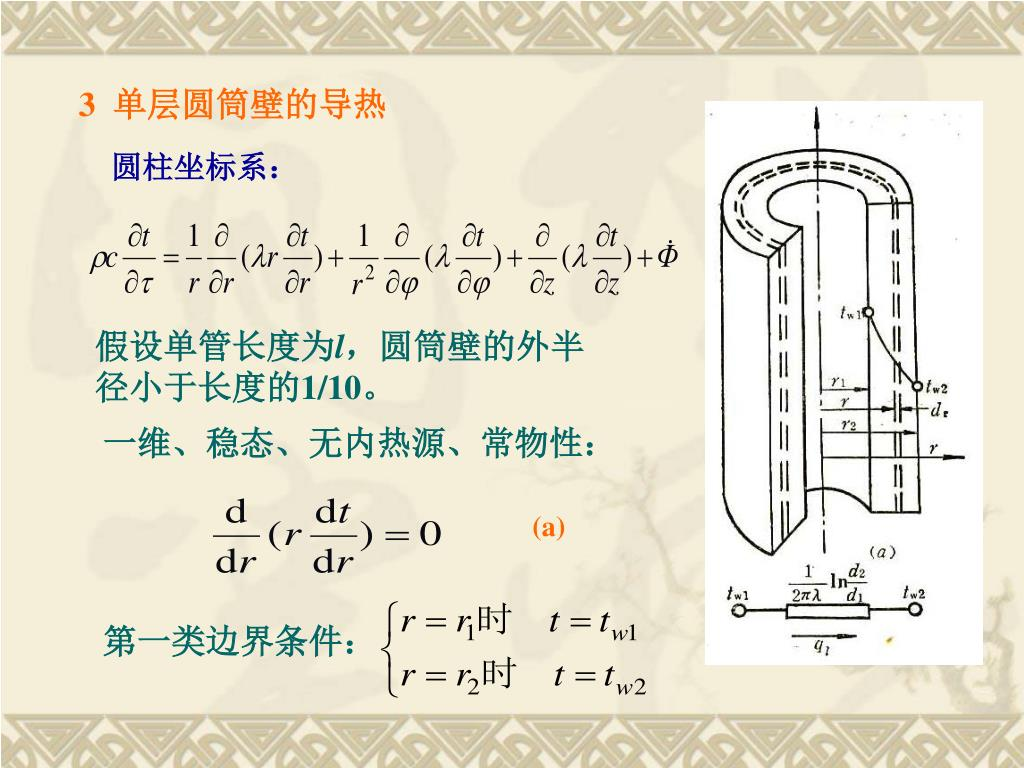 3 单层圆筒壁的导热
圆柱坐标系：
ρc ∂t/∂τ = 1/r ∂/∂r (λr ∂t/∂r) + 1/r² ∂/∂φ (λ ∂t/∂φ) + ∂/∂z (λ ∂t/∂z) + Φ̇
假设单管长度为l，圆筒壁的外半
径小于长度的1/10。
一维、稳态、无内热源、常物性：
d/dr (r dt/dr) = 0 (a)
第一类边界条件：
r = r₁时 t = t_w1
r = r₂时 t = t_w2
tw1
tw2
r1
r
dr
r2
r
(a)
tw1 1/2πλ ln d2/d1 tw2
ql